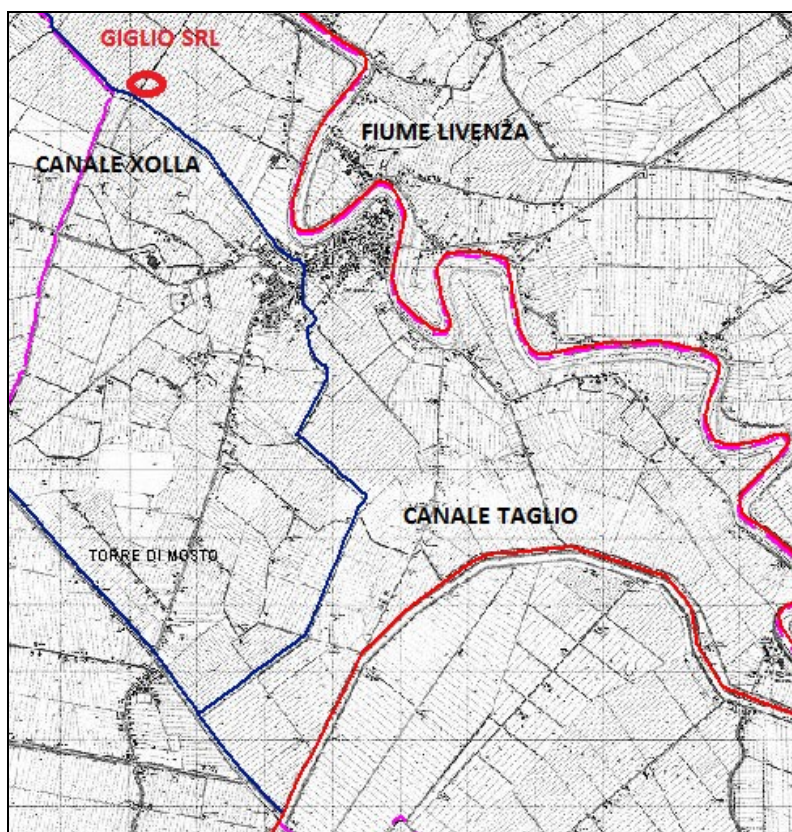 GIGLIO SRL
FIUME LIVENZA
CANALE XOLLA
CANALE TAGLIO
TORRE DI MOSTO